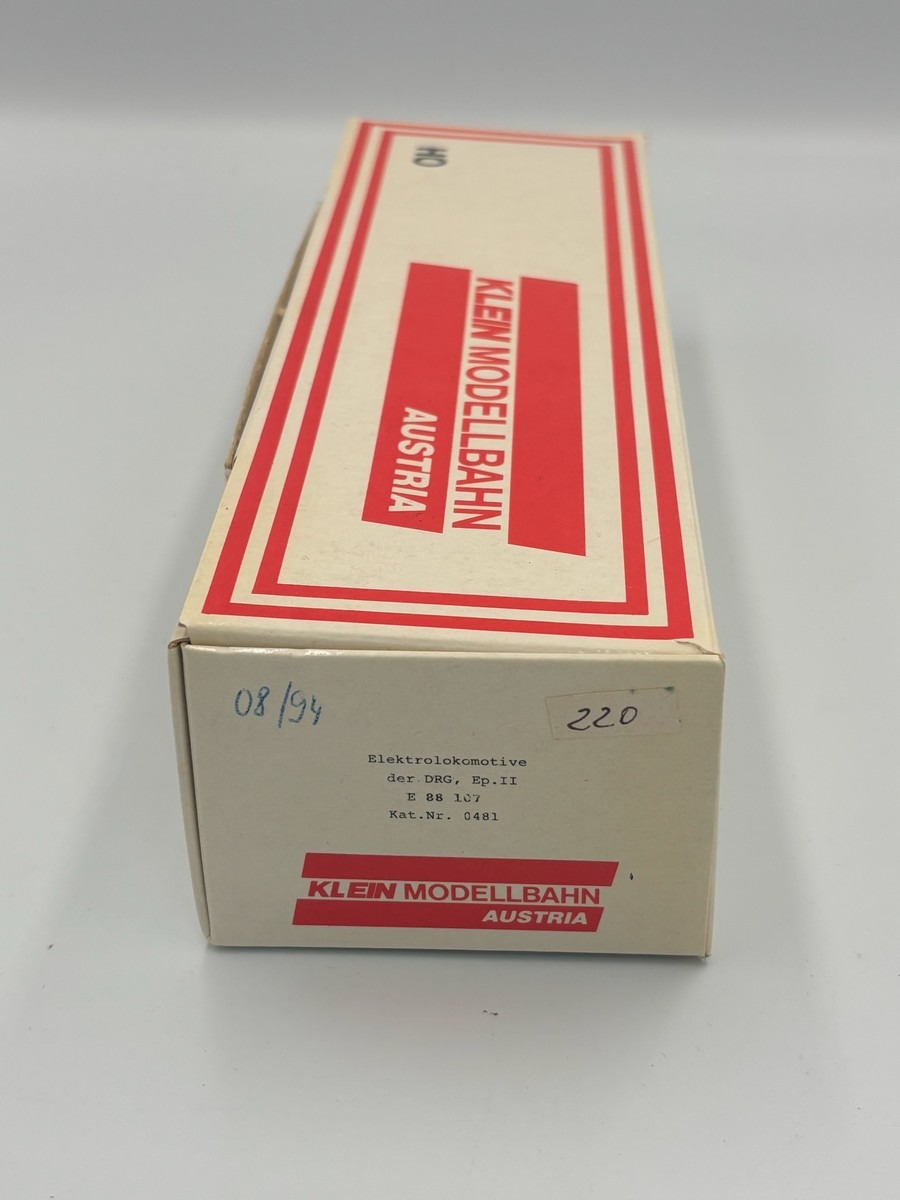 HO
KLEIN MODELLBAHN
AUSTRIA
08/94
220
Elektrolokomotive
der DRG, Ep.II
E 88 107
Kat.Nr. 0481
KLEIN MODELLBAHN
AUSTRIA